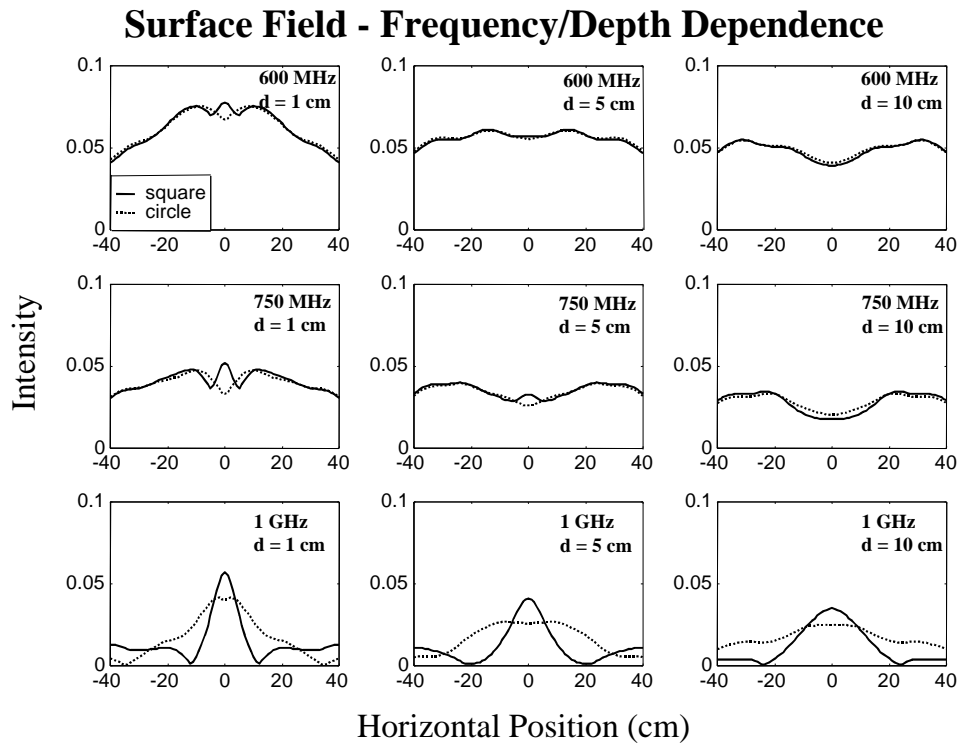 Surface Field - Frequency/Depth Dependence
0.1
0.05
0
-40 -20 0 20 40
600 MHz
d = 1 cm
square
circle
0.1
0.05
0
-40 -20 0 20 40
600 MHz
d = 5 cm
0.1
0.05
0
-40 -20 0 20 40
600 MHz
d = 10 cm
Intensity
0.1
0.05
0
-40 -20 0 20 40
750 MHz
d = 1 cm
0.1
0.05
0
-40 -20 0 20 40
750 MHz
d = 5 cm
0.1
0.05
0
-40 -20 0 20 40
750 MHz
d = 10 cm
0.1
0.05
0
-40 -20 0 20 40
1 GHz
d = 1 cm
0.1
0.05
0
-40 -20 0 20 40
1 GHz
d = 5 cm
0.1
0.05
0
-40 -20 0 20 40
1 GHz
d = 10 cm
Horizontal Position (cm)